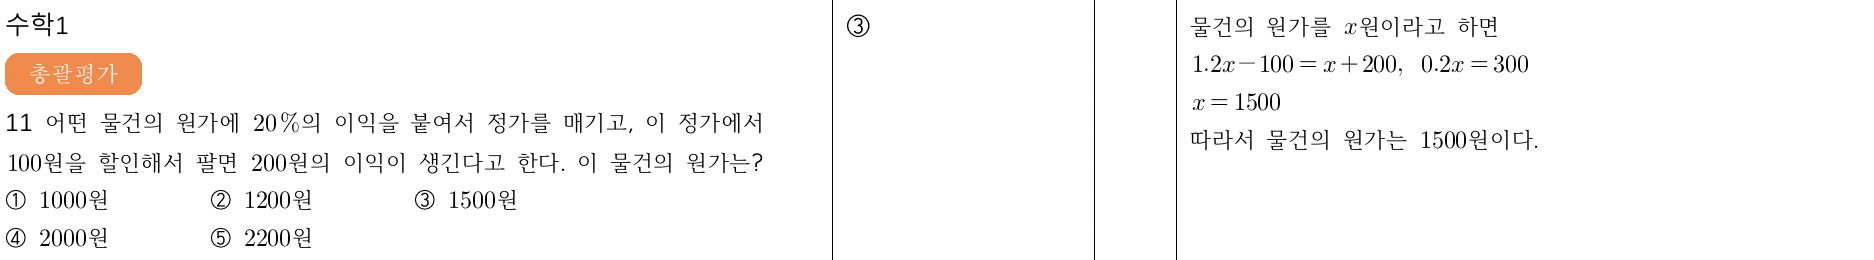 수학1
총괄평가
11 어떤 물건의 원가에 20%의 이익을 붙여서 정가를 매기고, 이 정가에서
100원을 할인해서 팔면 200원의 이익이 생긴다고 한다. 이 물건의 원가는?
① 1000원 ② 1200원 ③ 1500원
④ 2000원 ⑤ 2200원
③
물건의 원가를 x원이라고 하면
1.2x-100=x+200, 0.2x=300
x=1500
따라서 물건의 원가는 1500원이다.